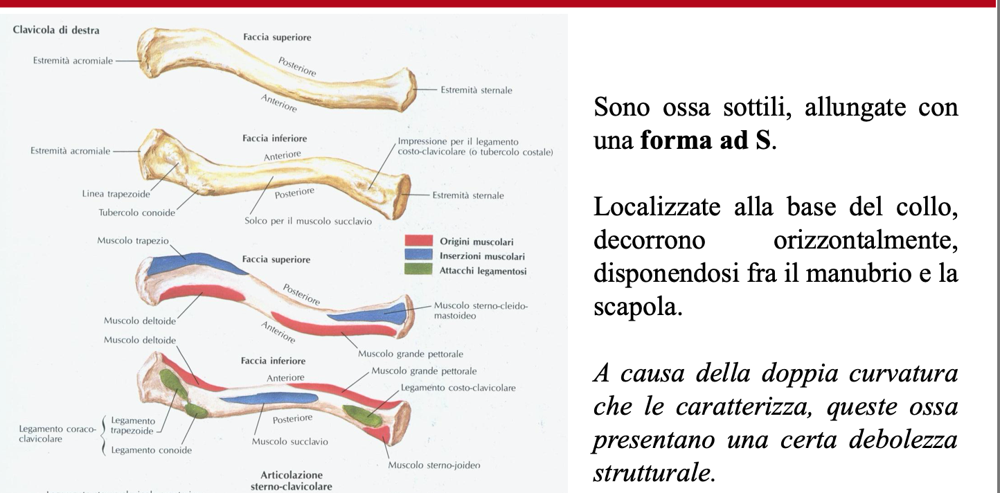 Clavicola di destra
Faccia superiore
Estremità acromiale
Posteriore
Anteriore
Estremità sternale
Faccia inferiore
Impressione per il legamento
costo-clavicolare (o tubercolo costale)
Estremità acromiale
Anteriore
Linea trapezoide
Posteriore
Estremità sternale
Tubercolo conoide
Solco per il muscolo succlavio
Muscolo trapezio
Origini muscolari
Inserzioni muscolari
Attacchi legamentosi
Faccia superiore
Posteriore
Muscolo sterno-cleido-
mastoideo
Muscolo deltoide
Anteriore
Muscolo deltoide
Muscolo grande pettorale
Faccia inferiore
Muscolo grande pettorale
Anteriore
Legamento costo-clavicolare
Legamento coraco-
clavicolare
Legamento
trapezoide
Legamento conoide
Posteriore
Muscolo succlavio
Muscolo sterno-joideo
Articolazione
sterno-clavicolare
Sono ossa sottili, allungate con
una forma ad S.
Localizzate alla base del collo,
decorrono orizzontalmente,
disponendosi fra il manubrio e la
scapola.
A causa della doppia curvatura
che le caratterizza, queste ossa
presentano una certa debolezza
strutturale.